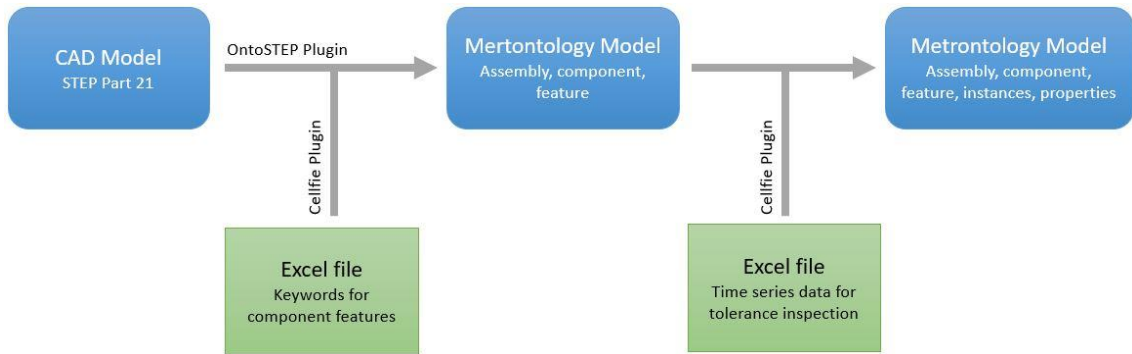 CAD Model
STEP Part 21
OntoSTEP Plugin
Mertontology Model
Assembly, component,
feature
Metrontology Model
Assembly, component,
feature, instances, properties
Cellfie Plugin
Cellfie Plugin
Excel file
Keywords for
component features
Excel file
Time series data for
tolerance inspection